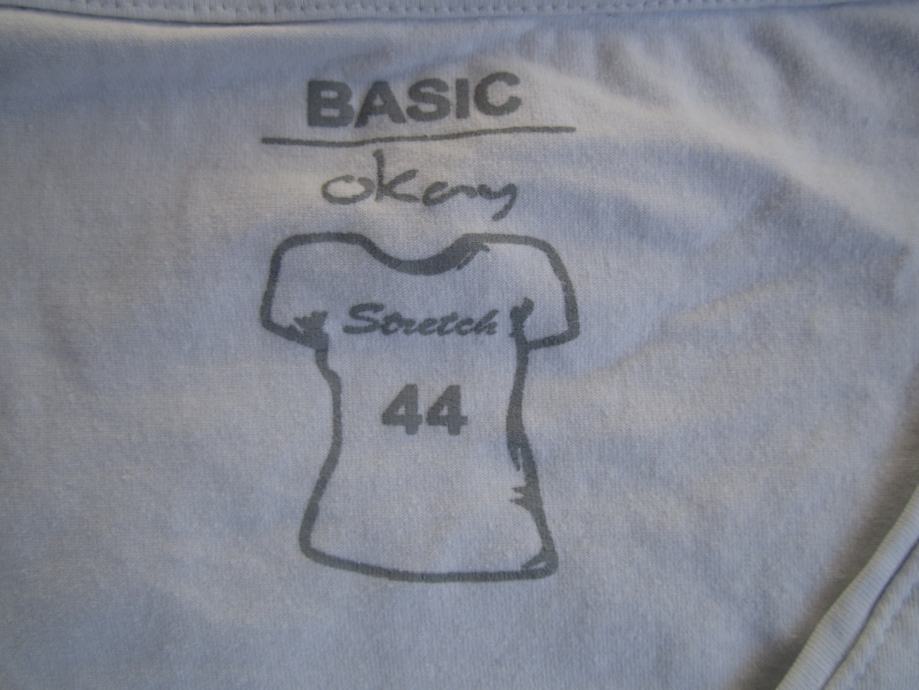 BASIC
okay
Stretch
44